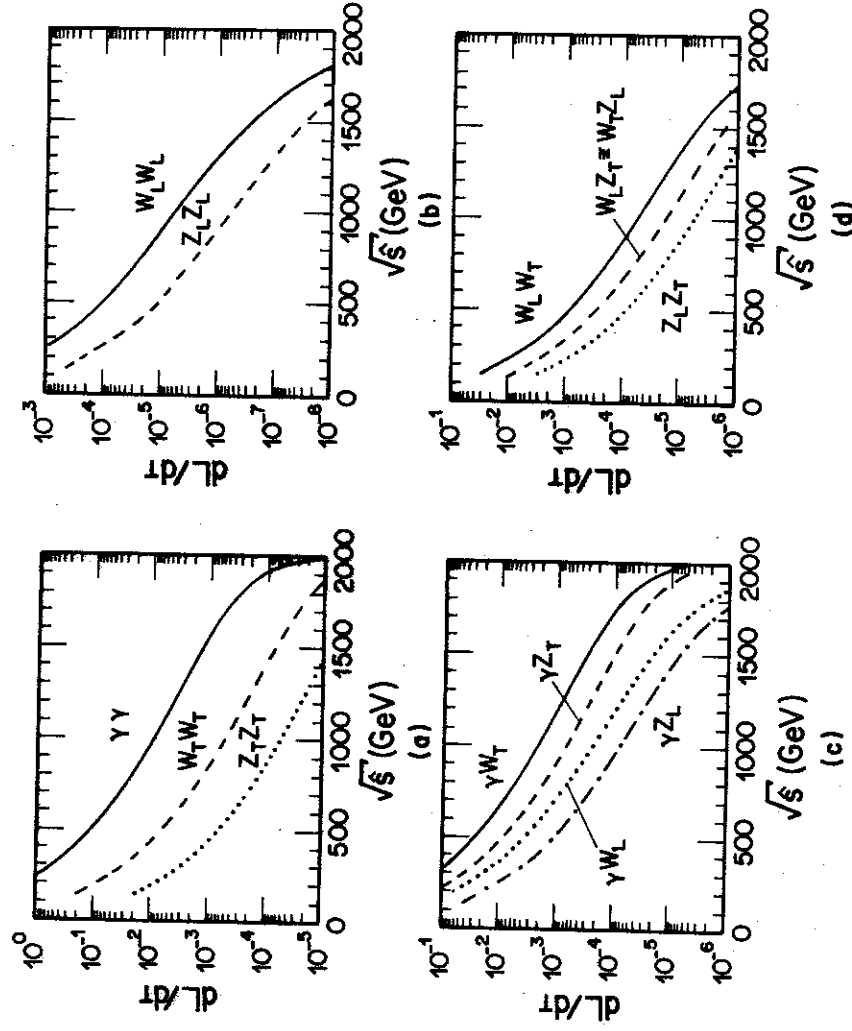 10⁰
10⁻¹
10⁻²
10⁻³
10⁻⁴
10⁻⁵
dL/dτ
γγ
W_T W_T
Z_T Z_T
0
500
1000
1500
2000
√ŝ (GeV)
(a)
10⁻³
10⁻⁴
10⁻⁵
10⁻⁶
10⁻⁷
10⁻⁸
dL/dτ
W_L W_L
Z_L Z_L
0
500
1000
1500
2000
√ŝ (GeV)
(b)
10⁻¹
10⁻²
10⁻³
10⁻⁴
10⁻⁵
10⁻⁶
dL/dτ
γW_T
γZ_T
γW_L
γZ_L
0
500
1000
1500
2000
√ŝ (GeV)
(c)
10⁻¹
10⁻²
10⁻³
10⁻⁴
10⁻⁵
10⁻⁶
dL/dτ
W_L W_T
W_L Z_T ≅ W_T Z_L
Z_L Z_T
0
500
1000
1500
2000
√ŝ (GeV)
(d)